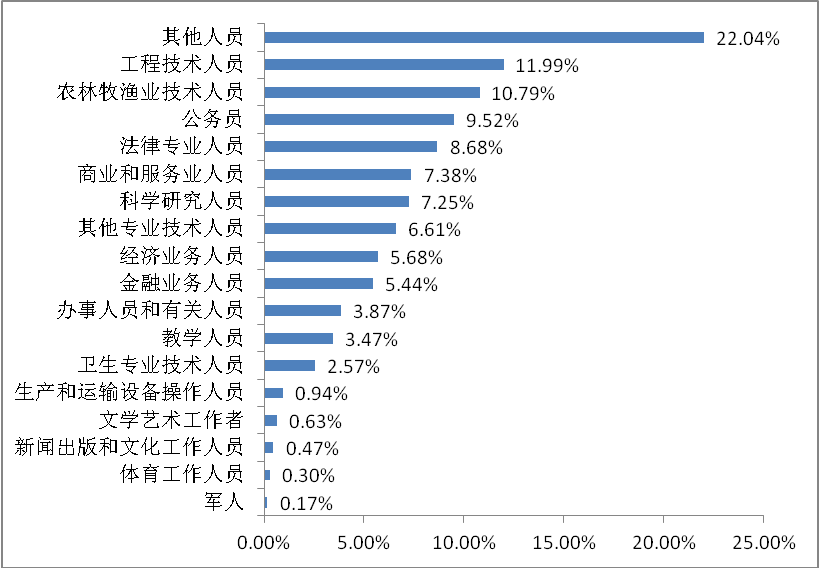 其他人员 22.04%
工程技术人员 11.99%
农林牧渔业技术人员 10.79%
公务员 9.52%
法律专业人员 8.68%
商业和服务业人员 7.38%
科学研究人员 7.25%
其他专业技术人员 6.61%
经济业务人员 5.68%
金融业务人员 5.44%
办事人员和有关人员 3.87%
教学人员 3.47%
卫生专业技术人员 2.57%
生产和运输设备操作人员 0.94%
文学艺术工作者 0.63%
新闻出版和文化工作人员 0.47%
体育工作人员 0.30%
军人 0.17%
0.00% 5.00% 10.00% 15.00% 20.00% 25.00%